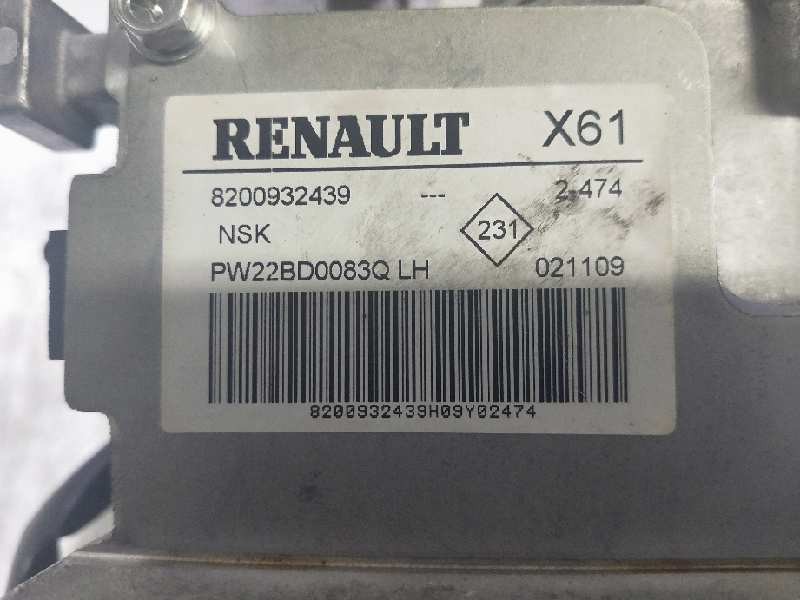 RENAULT X61
8200932439 --- 2-474
NSK 231
PW22BD0083Q LH 021109
8200932439H09Y02474